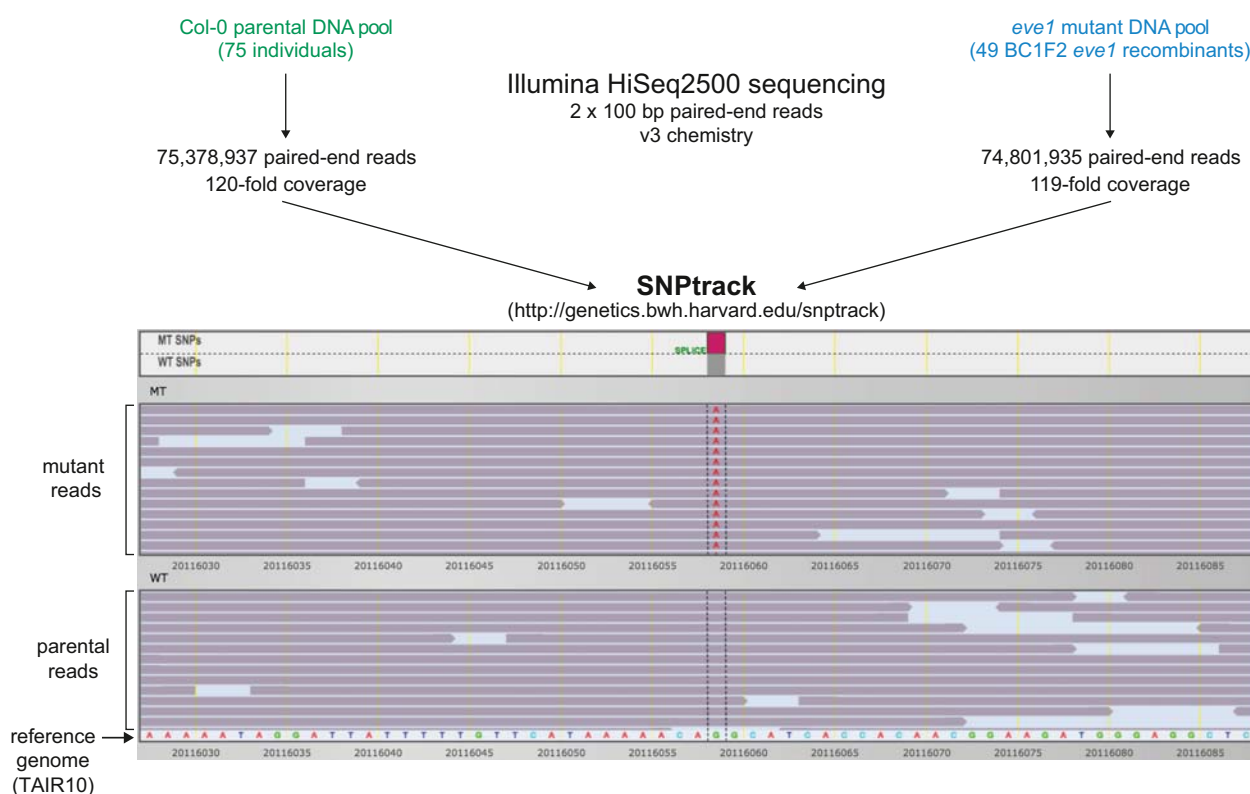 Col-0 parental DNA pool
(75 individuals)
eve1 mutant DNA pool
(49 BC1F2 eve1 recombinants)
Illumina HiSeq2500 sequencing
2 x 100 bp paired-end reads
v3 chemistry
75,378,937 paired-end reads
120-fold coverage
74,801,935 paired-end reads
119-fold coverage
SNPtrack
(http://genetics.bwh.harvard.edu/snptrack)
MT SNPs
SPLICE
WT SNPs
MT
mutant
reads
A
A
A
A
A
A
A
A
A
A
A
A
A
A
20116030 20116035 20116040 20116045 20116050 20116055 20116060 20116065 20116070 20116075 20116080 20116085
WT
parental
reads
reference
genome
(TAIR10)
A A A A A T A G G A T T A T T T T T G T T C A T A A A A A C A G G C A T C A C C A C A A C G G A A G A T G G G A G G C T C
20116030 20116035 20116040 20116045 20116050 20116055 20116060 20116065 20116070 20116075 20116080 20116085